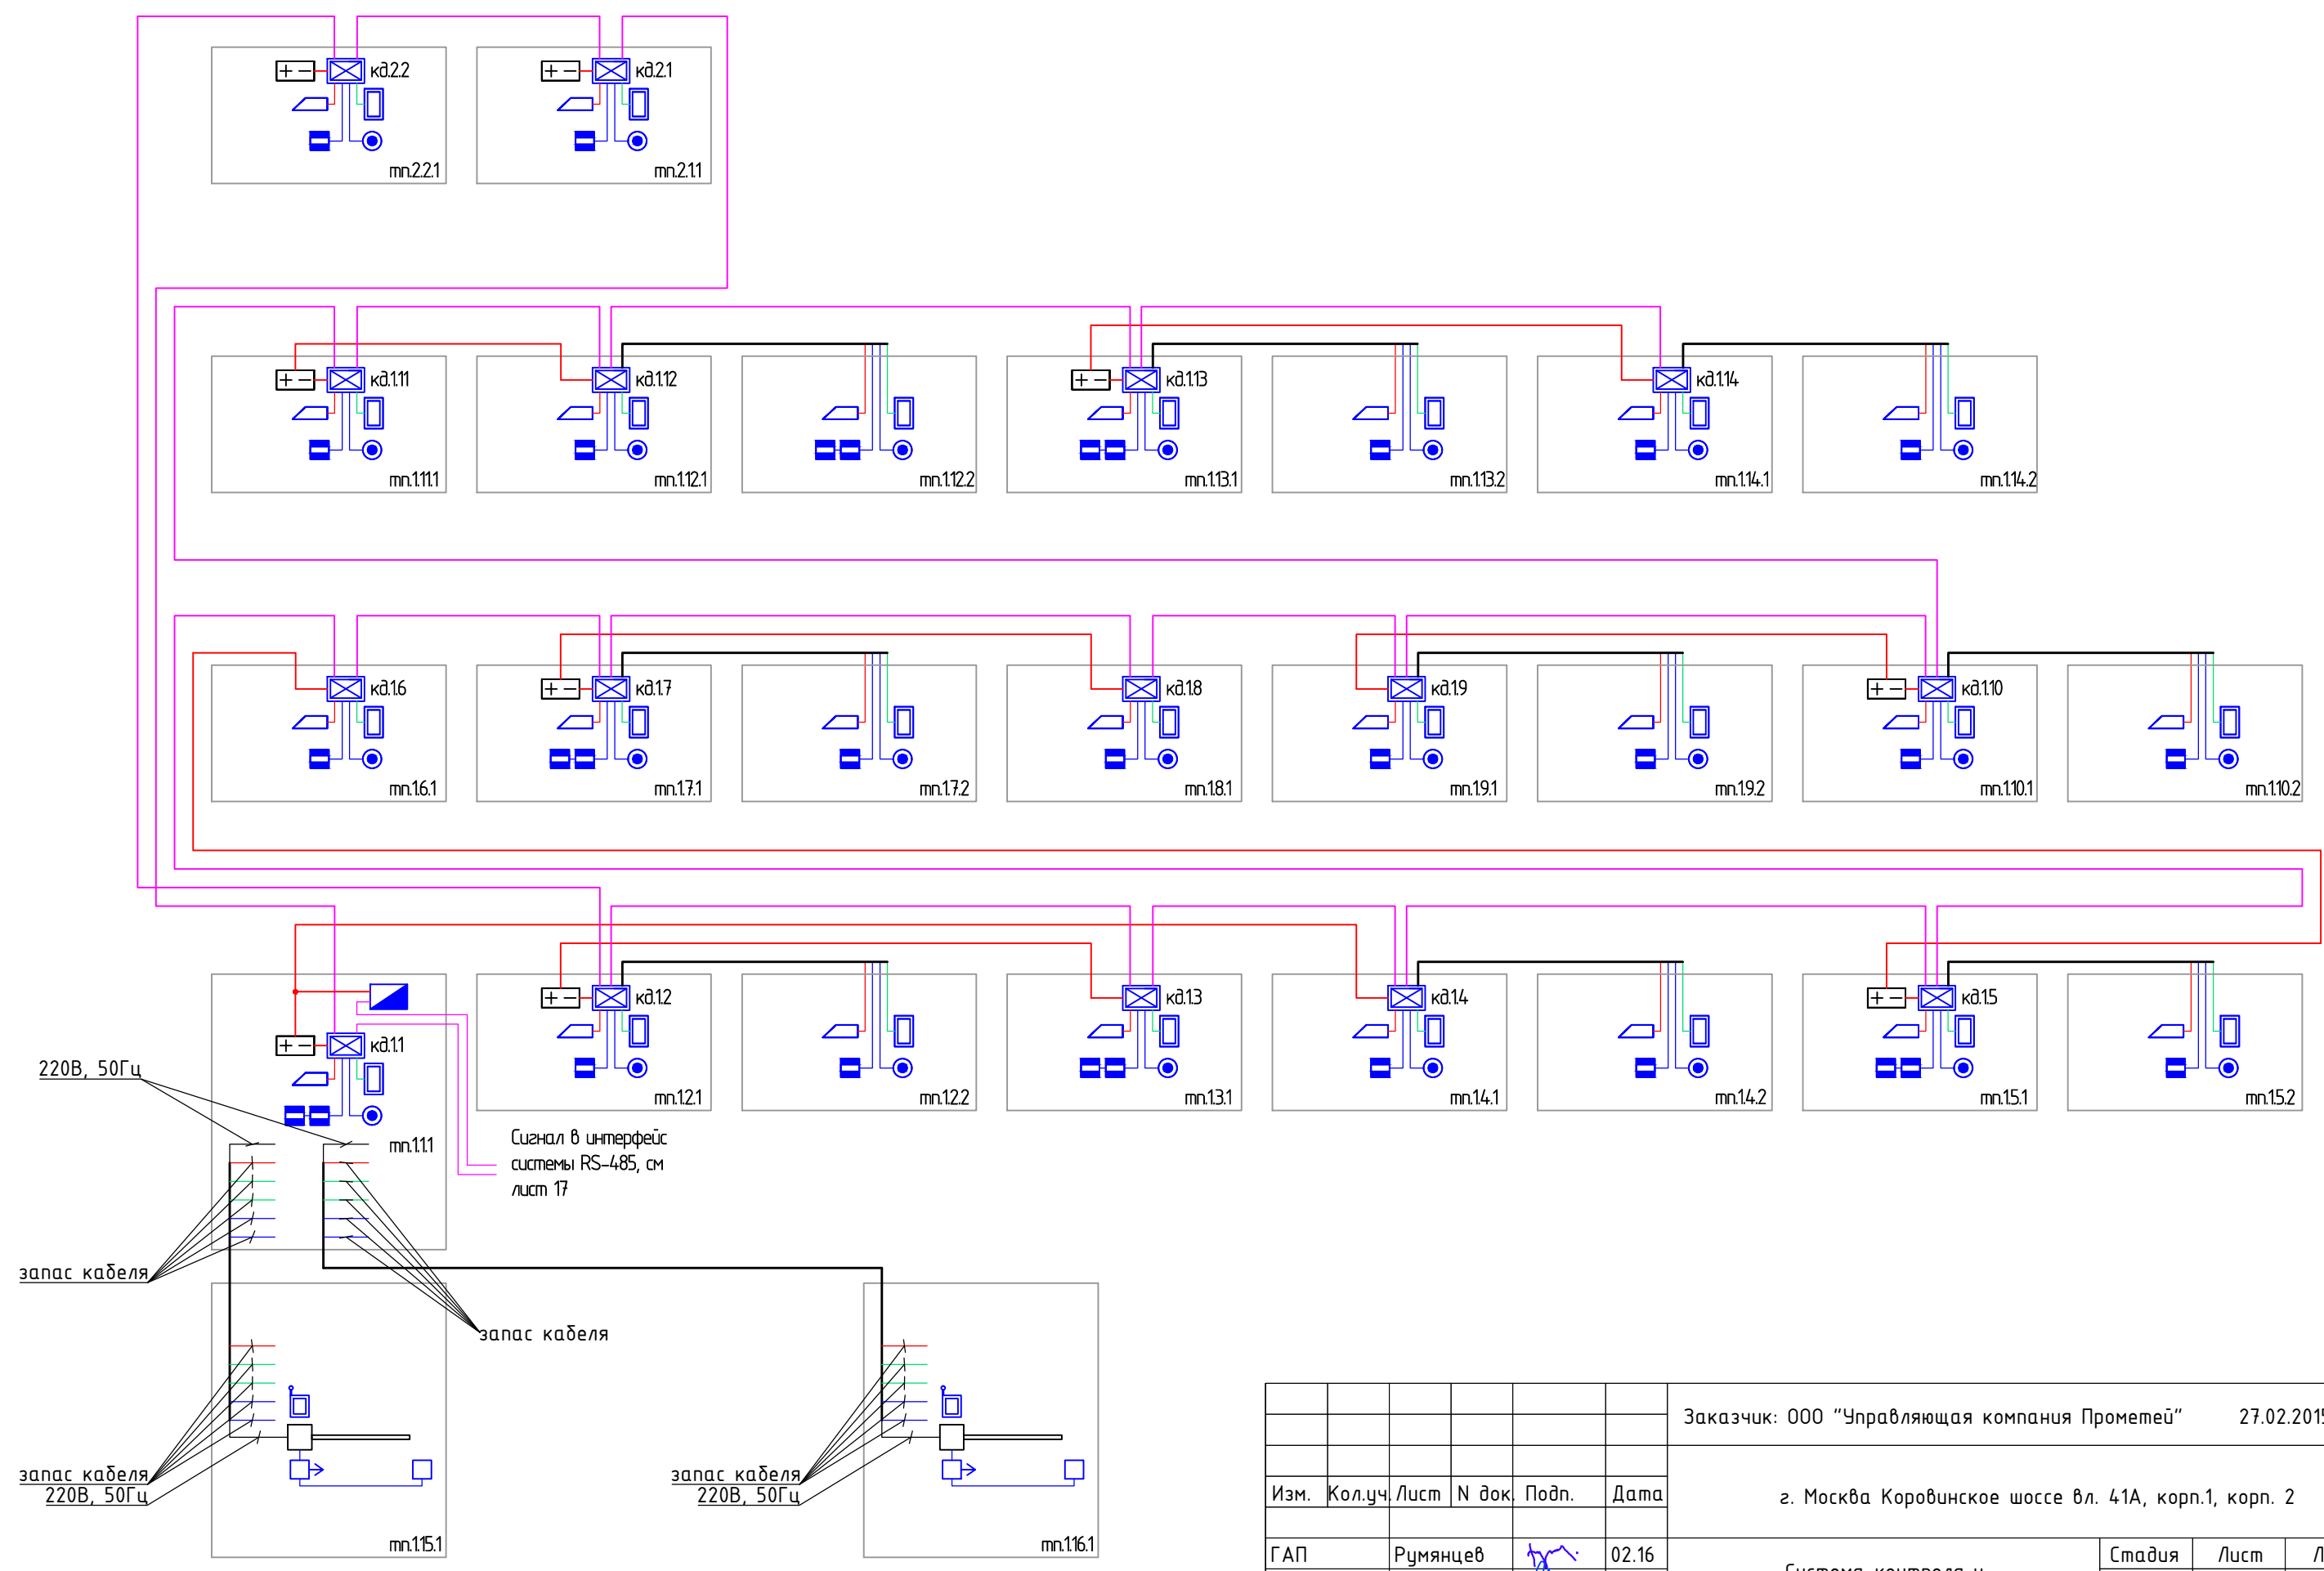 кд.2.2
кд.2.1
тп.2.2.1
тп.2.1.1
кд.1.11
кд.1.12
кд.1.13
кд.1.14
тп.1.11.1
тп.1.12.1
тп.1.12.2
тп.1.13.1
тп.1.13.2
тп.1.14.1
тп.1.14.2
кд.1.6
кд.1.7
кд.1.8
кд.1.9
кд.1.10
тп.1.6.1
тп.1.7.1
тп.1.7.2
тп.1.8.1
тп.1.9.1
тп.1.9.2
тп.1.10.1
тп.1.10.2
кд.1.2
кд.1.3
кд.1.4
кд.1.5
кд.1.1
220В, 50Гц
тп.1.2.1
тп.1.2.2
тп.1.3.1
тп.1.4.1
тп.1.4.2
тп.1.5.1
тп.1.5.2
тп.1.1.1
Сигнал в интерфейс
системы RS-485, см
лист 17
запас кабеля
запас кабеля
запас кабеля
220В, 50Гц
запас кабеля
220В, 50Гц
тп.1.15.1
тп.1.16.1
Заказчик: ООО "Управляющая компания Прометей" 27.02.2015
Изм. Кол.уч. Лист N док. Подп. Дата
г. Москва Коровинское шоссе вл. 41А, корп.1, корп. 2
ГАП Румянцев 02.16
Стадия Лист
Система контроля и